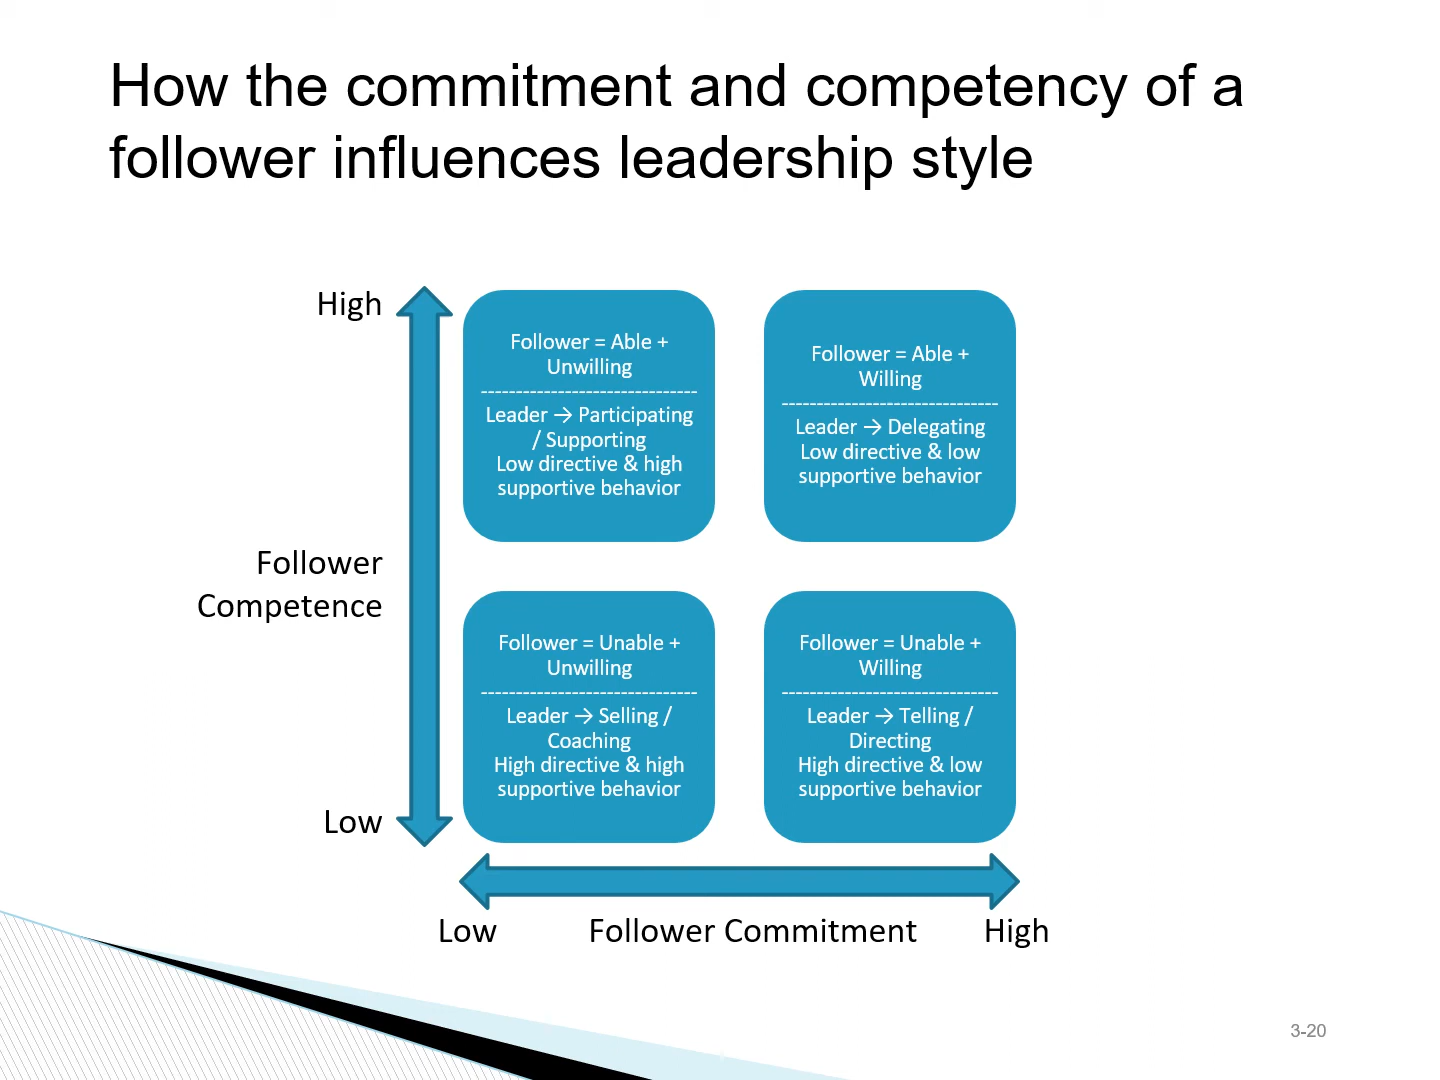 How the commitment and competency of a
follower influences leadership style
High
Follower = Able +
Unwilling
-------------------------------
Leader → Participating
/ Supporting
Low directive & high
supportive behavior
Follower = Able +
Willing
-------------------------------
Leader → Delegating
Low directive & low
supportive behavior
Follower
Competence
Follower = Unable +
Unwilling
-------------------------------
Leader → Selling /
Coaching
High directive & high
supportive behavior
Follower = Unable +
Willing
-------------------------------
Leader → Telling /
Directing
High directive & low
supportive behavior
Low
Low
Follower Commitment
High
3-20